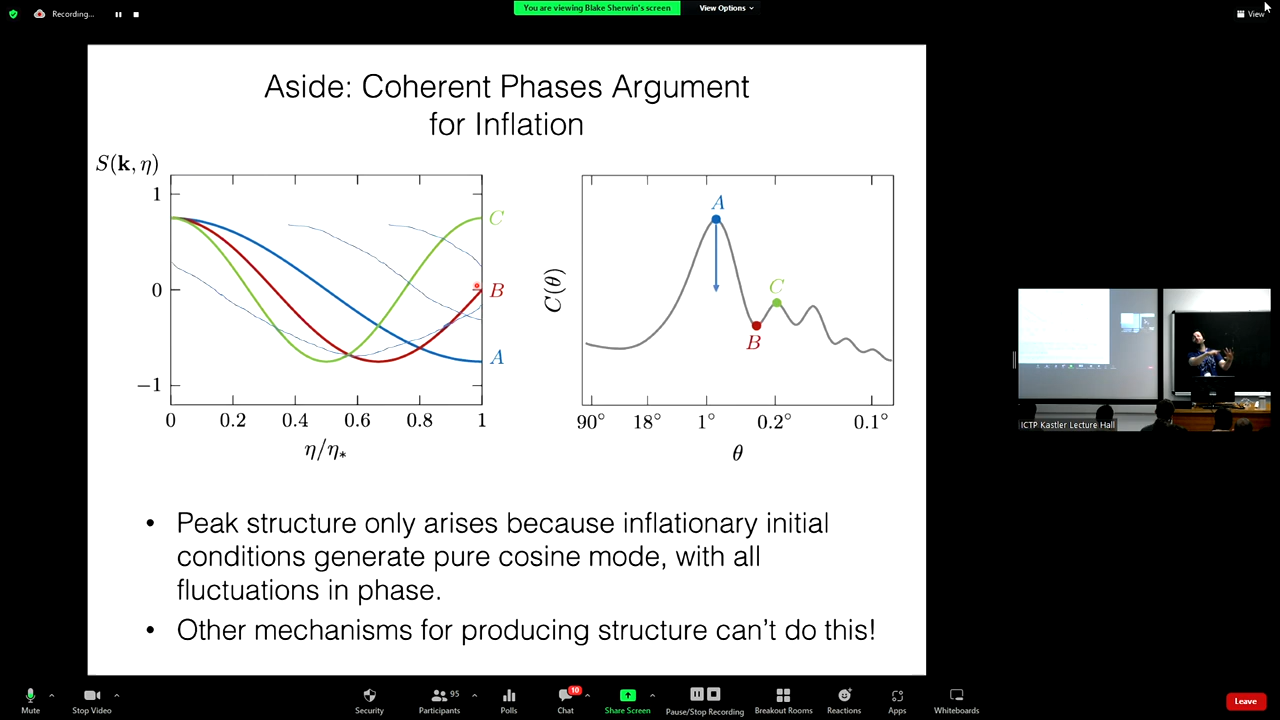 Recording...
You are viewing Blake Sherwin's screen
View Options
View
Aside: Coherent Phases Argument
for Inflation
S(k, η)
1
0
−1
C
B
A
0 0.2 0.4 0.6 0.8 1
η/η*
C(θ)
A
C
B
90° 18° 1° 0.2° 0.1°
θ
• Peak structure only arises because inflationary initial
conditions generate pure cosine mode, with all
fluctuations in phase.
• Other mechanisms for producing structure can't do this!
ICTP Kastler Lecture Hall
Mute
Stop Video
Security
Participants 95
Polls
Chat 10
Share Screen
Pause/Stop Recording
Breakout Rooms
Reactions
Apps
Whiteboards
Leave